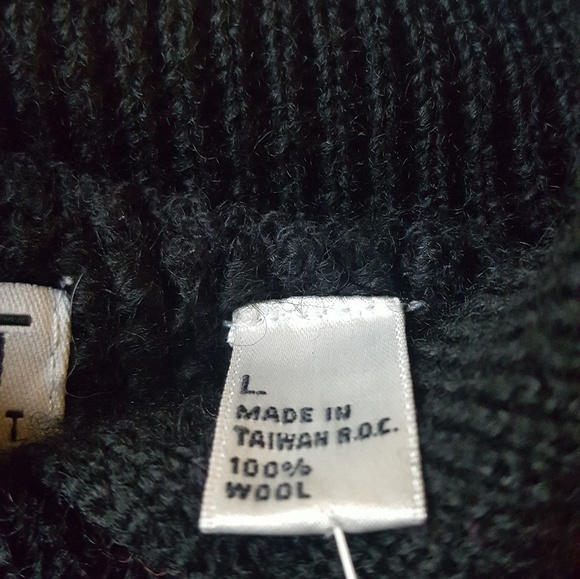 L.
MADE IN
TAIWAN R.O.C.
100%
WOOL
T